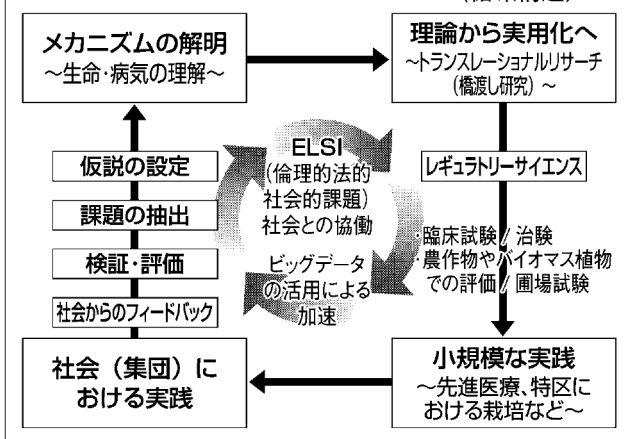 メカニズムの解明
～生命・病気の理解～
理論から実用化へ
～トランスレーショナルリサーチ
（橋渡し研究）～
仮説の設定
課題の抽出
検証・評価
社会からのフィードバック
ELSI
（倫理的法的
社会的課題）
社会との協働
ビッグデータ
の活用による
加速
レギュラトリーサイエンス
・臨床試験／治験
・農作物やバイオマス植物
での評価／圃場試験
社会（集団）に
おける実践
小規模な実践
～先進医療、特区に
おける栽培など～